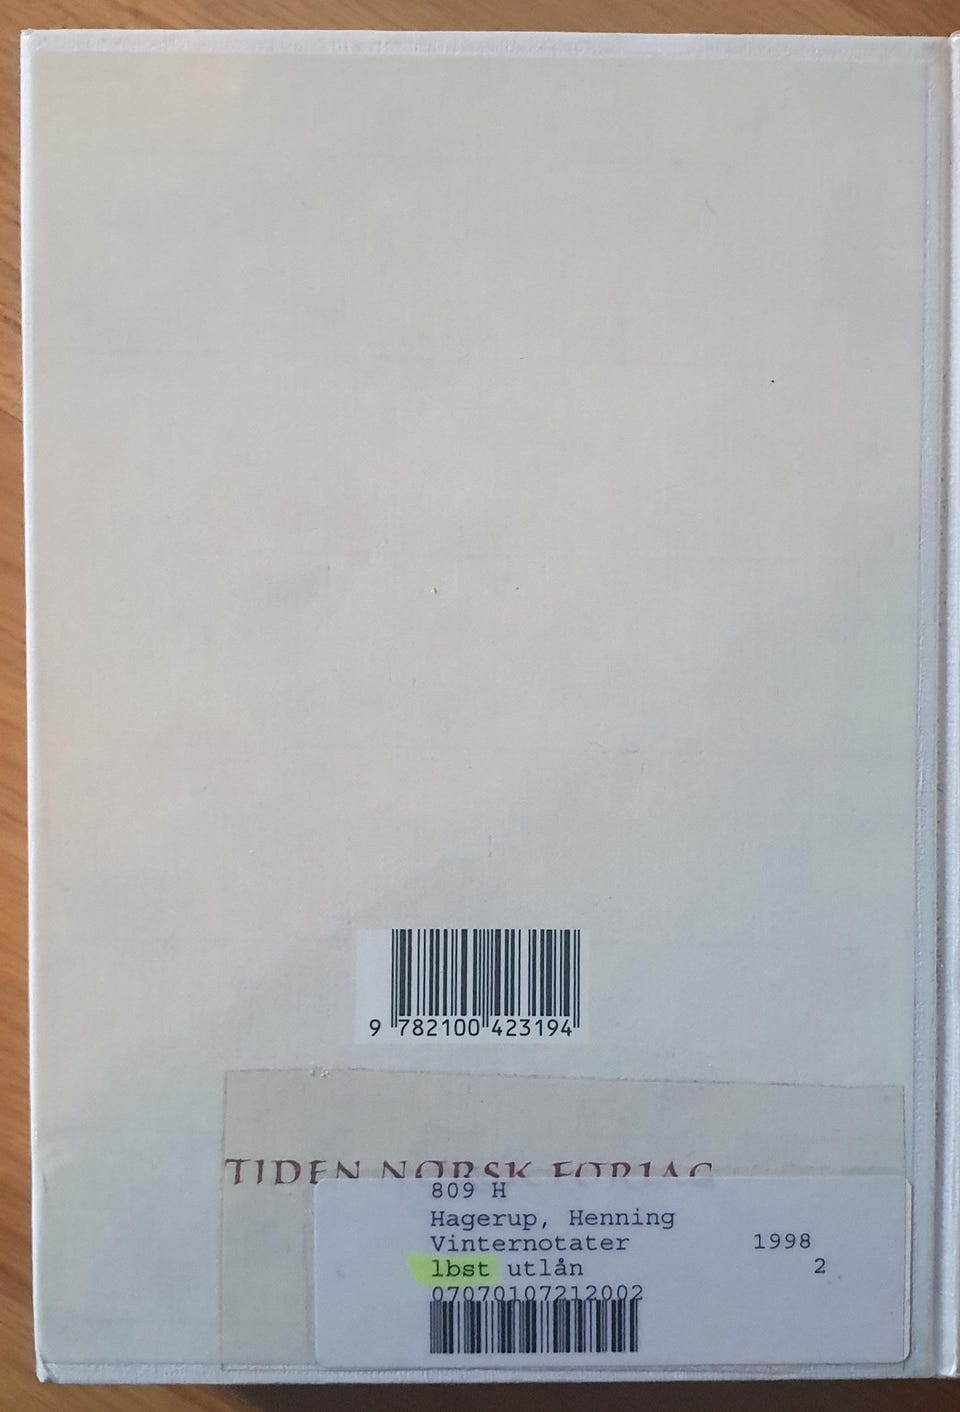 9 782100 423194
TIDEN NORSK FORLAG
809 H
Hagerup, Henning
Vinternotater 1998
lbst utlån 2
07070107212002